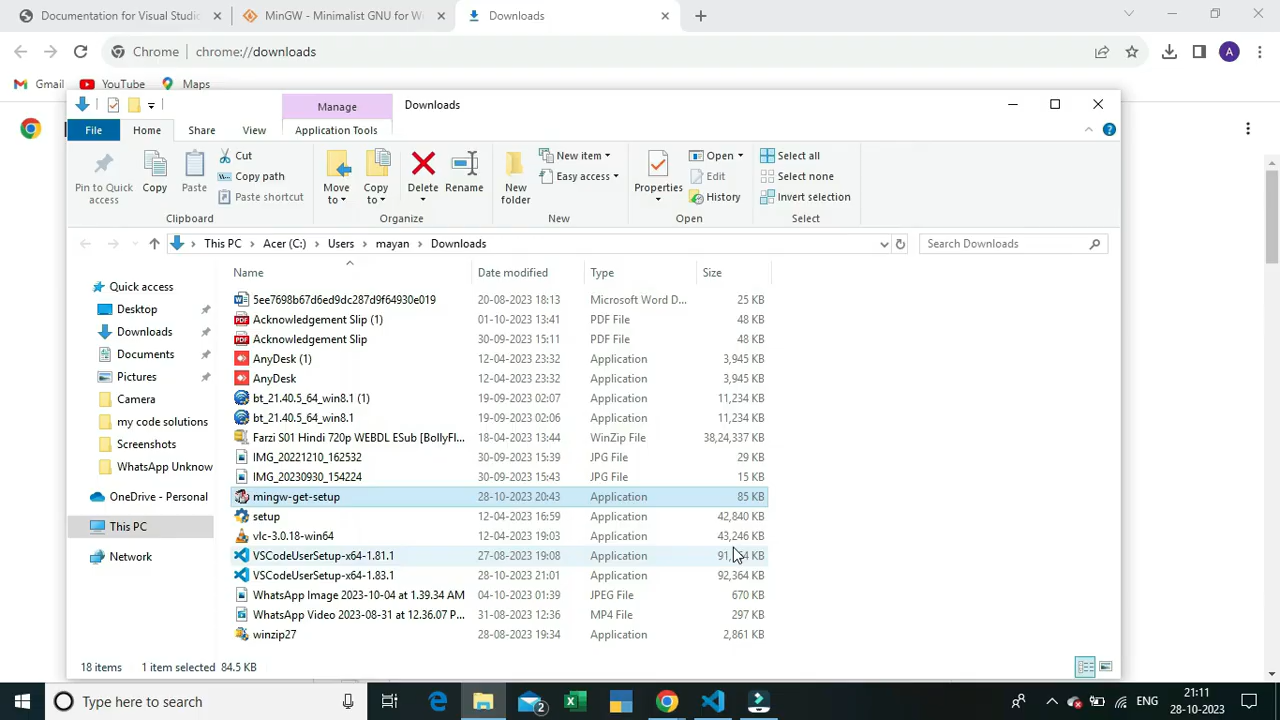 Documentation for Visual Studi
MinGW - Minimalist GNU for Wi
Downloads
Chrome
chrome://downloads
A
Gmail
YouTube
Maps
Manage
Downloads
File
Home
Share
View
Application Tools
Pin to Quick access
Copy
Paste
Cut
Copy path
Paste shortcut
Move to
Copy to
Delete
Rename
New folder
New item
Easy access
Properties
Open
Edit
History
Select all
Select none
Invert selection
Clipboard
Organize
New
Open
Select
This PC
Acer (C:)
Users
mayan
Downloads
Search Downloads
Quick access
Desktop
Downloads
Documents
Pictures
Camera
my code solutions
Screenshots
WhatsApp Unknow
OneDrive - Personal
This PC
Network
Name Date modified Type Size
5ee7698b67d6ed9dc287d9f64930e019 20-08-2023 18:13 Microsoft Word D... 25 KB
Acknowledgement Slip (1) 01-10-2023 13:41 PDF File 48 KB
Acknowledgement Slip 30-09-2023 15:11 PDF File 48 KB
AnyDesk (1) 12-04-2023 23:32 Application 3,945 KB
AnyDesk 12-04-2023 23:32 Application 3,945 KB
bt_21.40.5_64_win8.1 (1) 19-09-2023 02:07 Application 11,234 KB
bt_21.40.5_64_win8.1 19-09-2023 02:06 Application 11,234 KB
Farzi S01 Hindi 720p WEBDL ESub [BollyFl... 18-04-2023 13:44 WinZip File 38,24,337 KB
IMG_20221210_162532 30-09-2023 15:39 JPG File 29 KB
IMG_20230930_154224 30-09-2023 15:43 JPG File 15 KB
mingw-get-setup 28-10-2023 20:43 Application 85 KB
setup 12-04-2023 16:59 Application 42,840 KB
vlc-3.0.18-win64 12-04-2023 19:03 Application 43,246 KB
VSCodeUserSetup-x64-1.81.1 27-08-2023 19:08 Application KB
VSCodeUserSetup-x64-1.83.1 28-10-2023 21:01 Application 92,364 KB
WhatsApp Image 2023-10-04 at 1.39.34 AM 04-10-2023 01:39 JPEG File 670 KB
WhatsApp Video 2023-08-31 at 12.36.07 P... 31-08-2023 12:36 MP4 File 297 KB
winzip27 28-08-2023 19:34 Application 2,861 KB
18 items 1 item selected 84.5 KB
Type here to search
2
ENG
21:11
28-10-2023